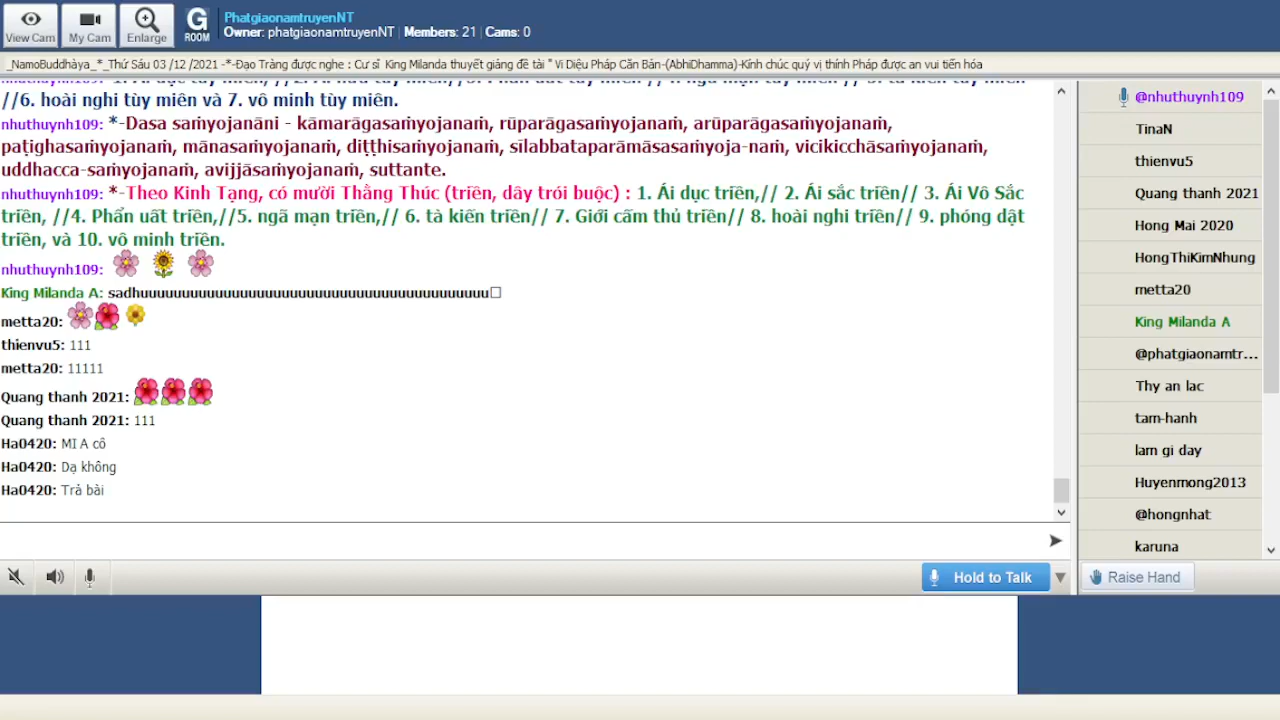 View Cam
My Cam
Enlarge
G
ROOM
PhatgiaonamtruyenNT
Owner: phatgiaonamtruyenNT | Members: 21 | Cams: 0
_NamoBuddhàya_*_Thứ Sáu 03 /12 /2021 -*-Đạo Tràng được nghe : Cư sĩ King Milanda thuyết giảng đề tài " Vi Diệu Pháp Căn Bản-(AbhiDhamma)-Kính chúc quý vị thính Pháp được an vui tiến hóa
//6. hoài nghi tùy miên và 7. vô minh tùy miên.
nhuthuynh109: *-Dasa saṁyojanāni - kāmarāgasaṁyojanaṁ, rūparāgasaṁyojanaṁ, arūparāgasaṁyojanaṁ,
paṭighasaṁyojanaṁ, mānasaṁyojanaṁ, diṭṭhisaṁyojanaṁ, sīlabbataparāmāsasaṁyoja-naṁ, vicikicchāsaṁyojanaṁ,
uddhacca-saṁyojanaṁ, avijjāsaṁyojanaṁ, suttante.
nhuthuynh109: *-Theo Kinh Tạng, có mười Thằng Thúc (triền, dây trói buộc) : 1. Ái dục triền,// 2. Ái sắc triền// 3. Ái Vô Sắc
triền, //4. Phẩn uất triền,//5. ngã mạn triền,// 6. tà kiến triền// 7. Giới cấm thủ triền// 8. hoài nghi triền// 9. phóng dật
triền, và 10. vô minh triền.
nhuthuynh109:
King Milanda A: sadhuuuuuuuuuuuuuuuuuuuuuuuuuuuuuuuuuuuuuuuuuu
metta20:
thienvu5: 111
metta20: 11111
Quang thanh 2021:
Quang thanh 2021: 111
Ha0420: MI A cô
Ha0420: Dạ không
Ha0420: Trả bài
@nhuthuynh109
TinaN
thienvu5
Quang thanh 2021
Hong Mai 2020
HongThiKimNhung
metta20
King Milanda A
@phatgiaonamtr...
Thy an lac
tam-hanh
lam gi day
Huyenmong2013
@hongnhat
karuna
Hold to Talk
Raise Hand